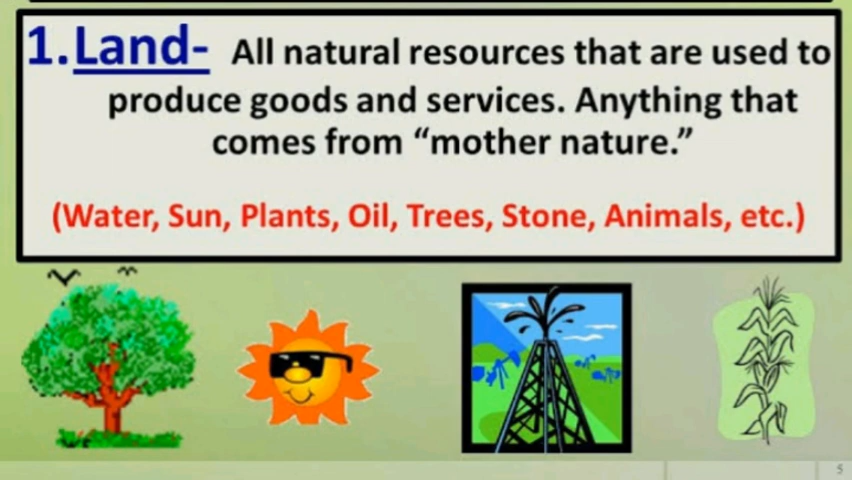 1.Land- All natural resources that are used to
produce goods and services. Anything that
comes from “mother nature.”
(Water, Sun, Plants, Oil, Trees, Stone, Animals, etc.)
5